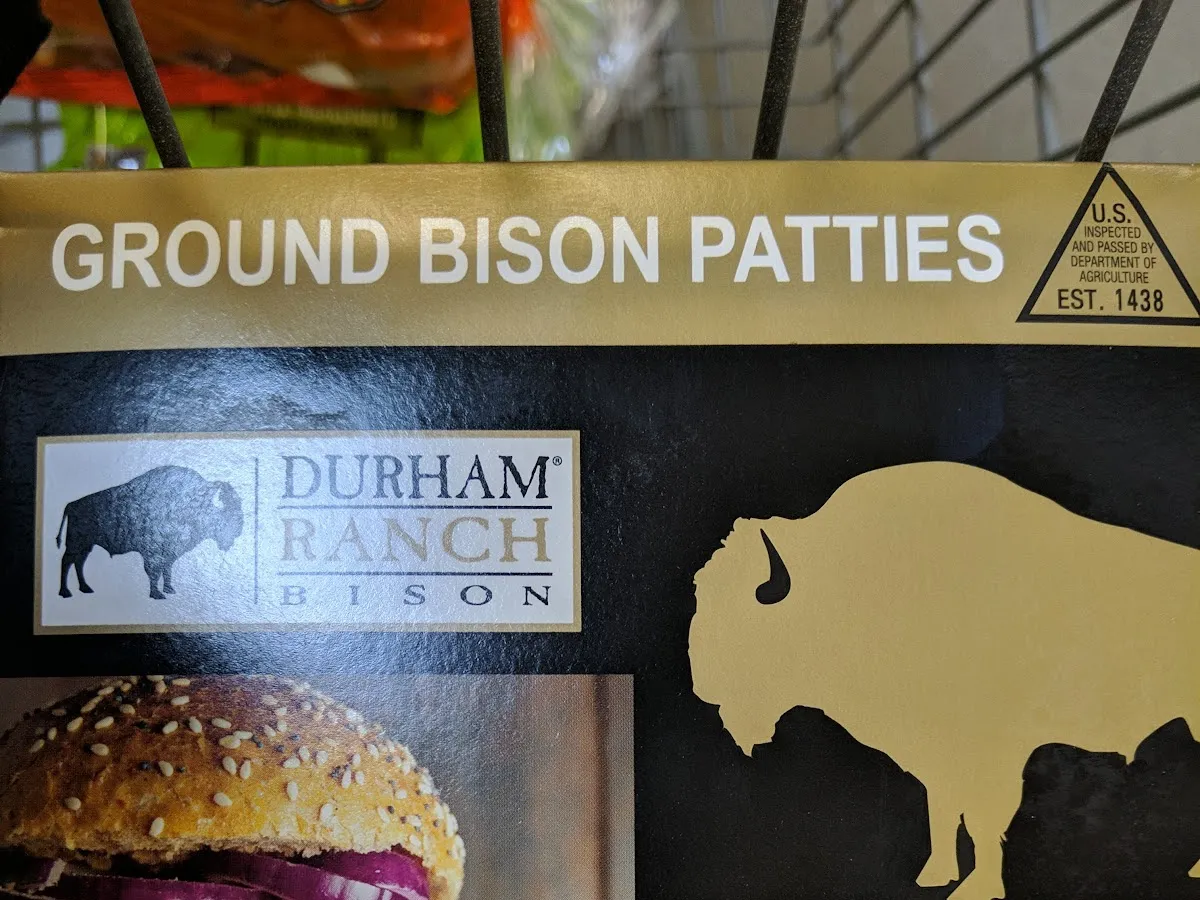 GROUND BISON PATTIES
U.S.
INSPECTED
AND PASSED BY
DEPARTMENT OF
AGRICULTURE
EST. 1438
DURHAM®
RANCH
BISON